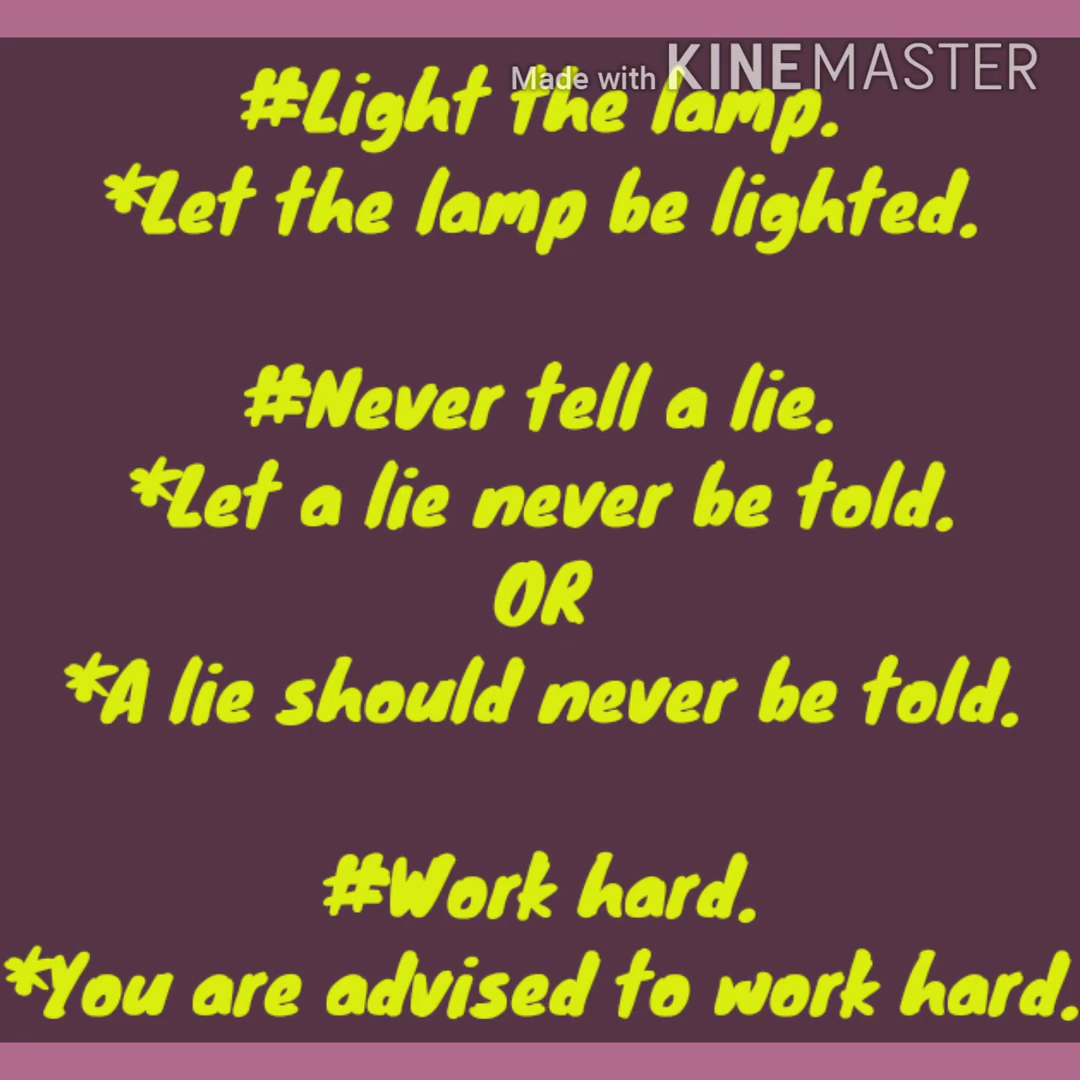 Made with KINEMASTER
#Light the lamp.
*Let the lamp be lighted.
#Never tell a lie.
*Let a lie never be told.
OR
*A lie should never be told.
#Work hard.
*You are advised to work hard.